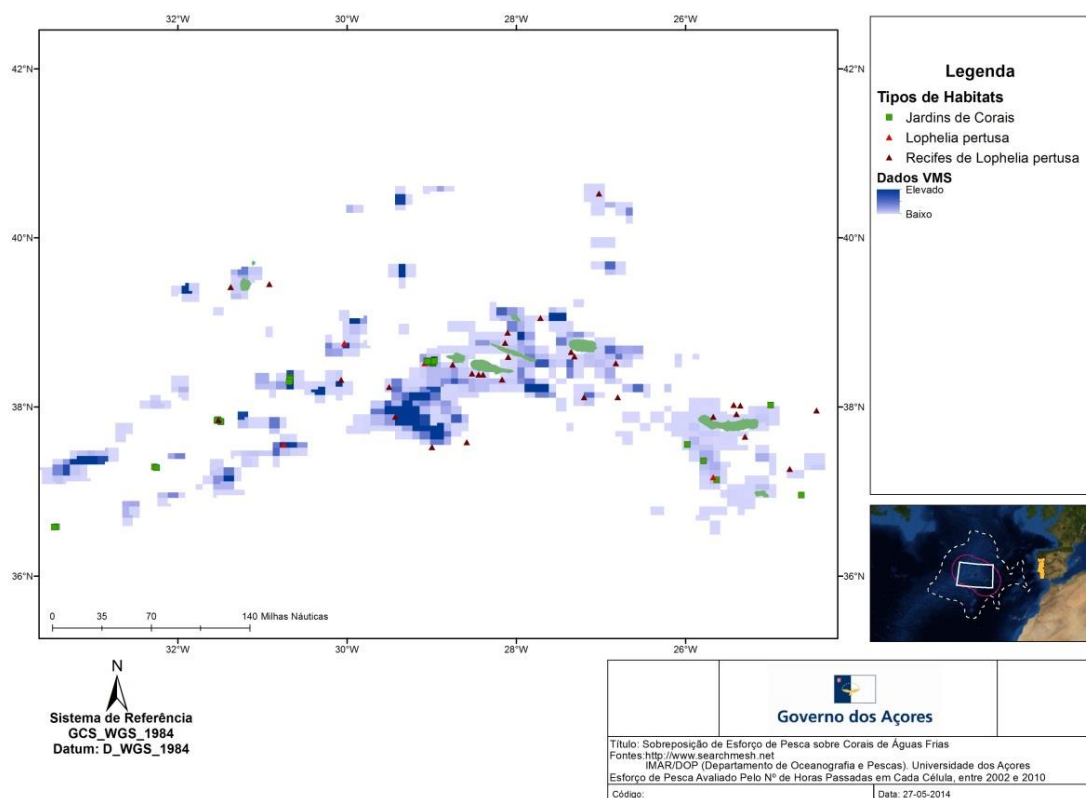 32°W
30°W
28°W
26°W
42°N
42°N
40°N
40°N
38°N
38°N
36°N
36°N
0 35 70 140 Milhas Náuticas
32°W
30°W
28°W
26°W
Legenda
Tipos de Habitats
Jardins de Corais
Lophelia pertusa
Recifes de Lophelia pertusa
Dados VMS
Elevado
Baixo
N
Sistema de Referência
GCS_WGS_1984
Datum: D_WGS_1984
Governo dos Açores
Título: Sobreposição de Esforço de Pesca sobre Corais de Águas Frias
Fontes:http://www.searchmesh.net
IMAR/DOP (Departamento de Oceanografia e Pescas). Universidade dos Açores
Esforço de Pesca Avaliado Pelo Nº de Horas Passadas em Cada Célula, entre 2002 e 2010
Código:
Data: 27-05-2014